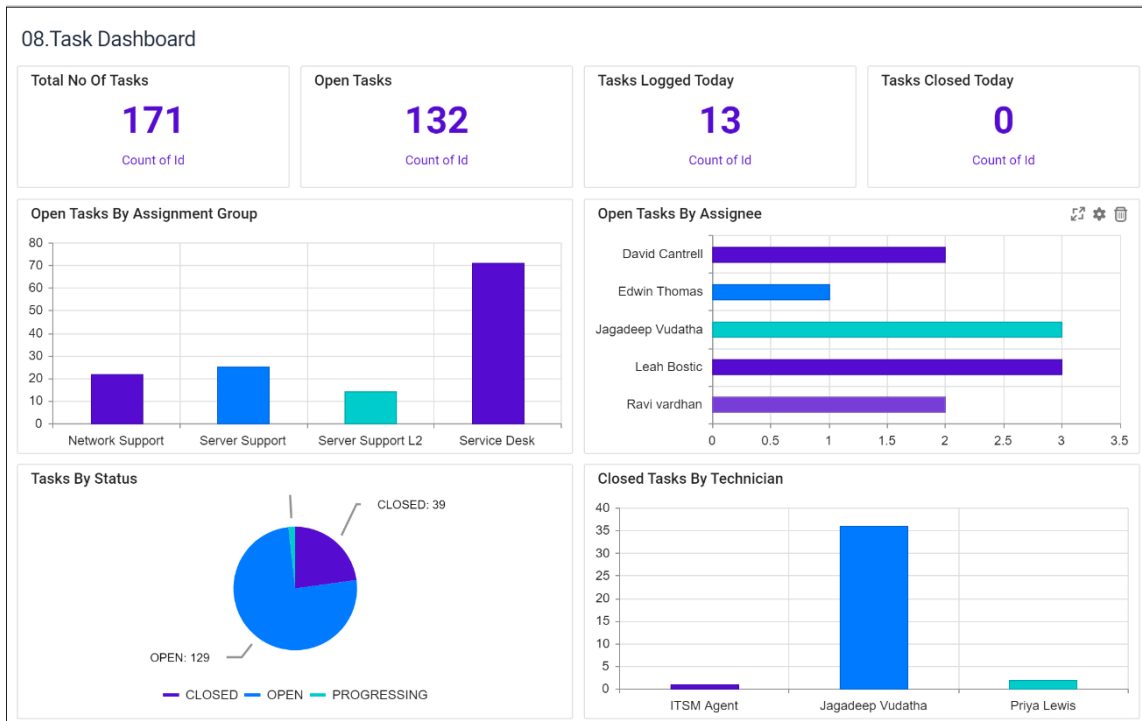 08.Task Dashboard
Total No Of Tasks
171
Count of Id
Open Tasks
132
Count of Id
Tasks Logged Today
13
Count of Id
Tasks Closed Today
0
Count of Id
Open Tasks By Assignment Group
80
70
60
50
40
30
20
10
0
Network Support
Server Support
Server Support L2
Service Desk
Open Tasks By Assignee
David Cantrell
Edwin Thomas
Jagadeep Vudatha
Leah Bostic
Ravi vardhan
0
0.5
1
1.5
2
2.5
3
3.5
Tasks By Status
CLOSED: 39
OPEN: 129
CLOSED
OPEN
PROGRESSING
Closed Tasks By Technician
40
35
30
25
20
15
10
5
0
ITSM Agent
Jagadeep Vudatha
Priya Lewis